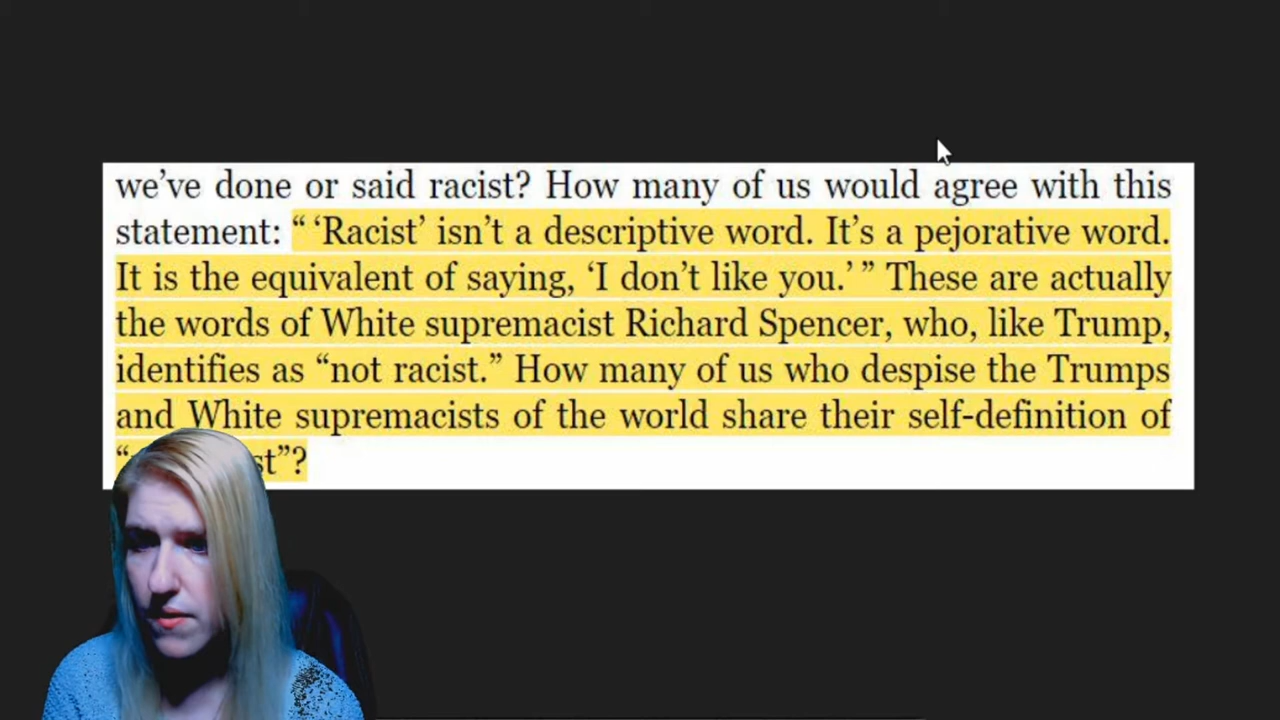 we’ve done or said racist? How many of us would agree with this
statement: “ ‘Racist’ isn’t a descriptive word. It’s a pejorative word.
It is the equivalent of saying, ‘I don’t like you.’ ” These are actually
the words of White supremacist Richard Spencer, who, like Trump,
identifies as “not racist.” How many of us who despise the Trumps
and White supremacists of the world share their self-definition of
st”?